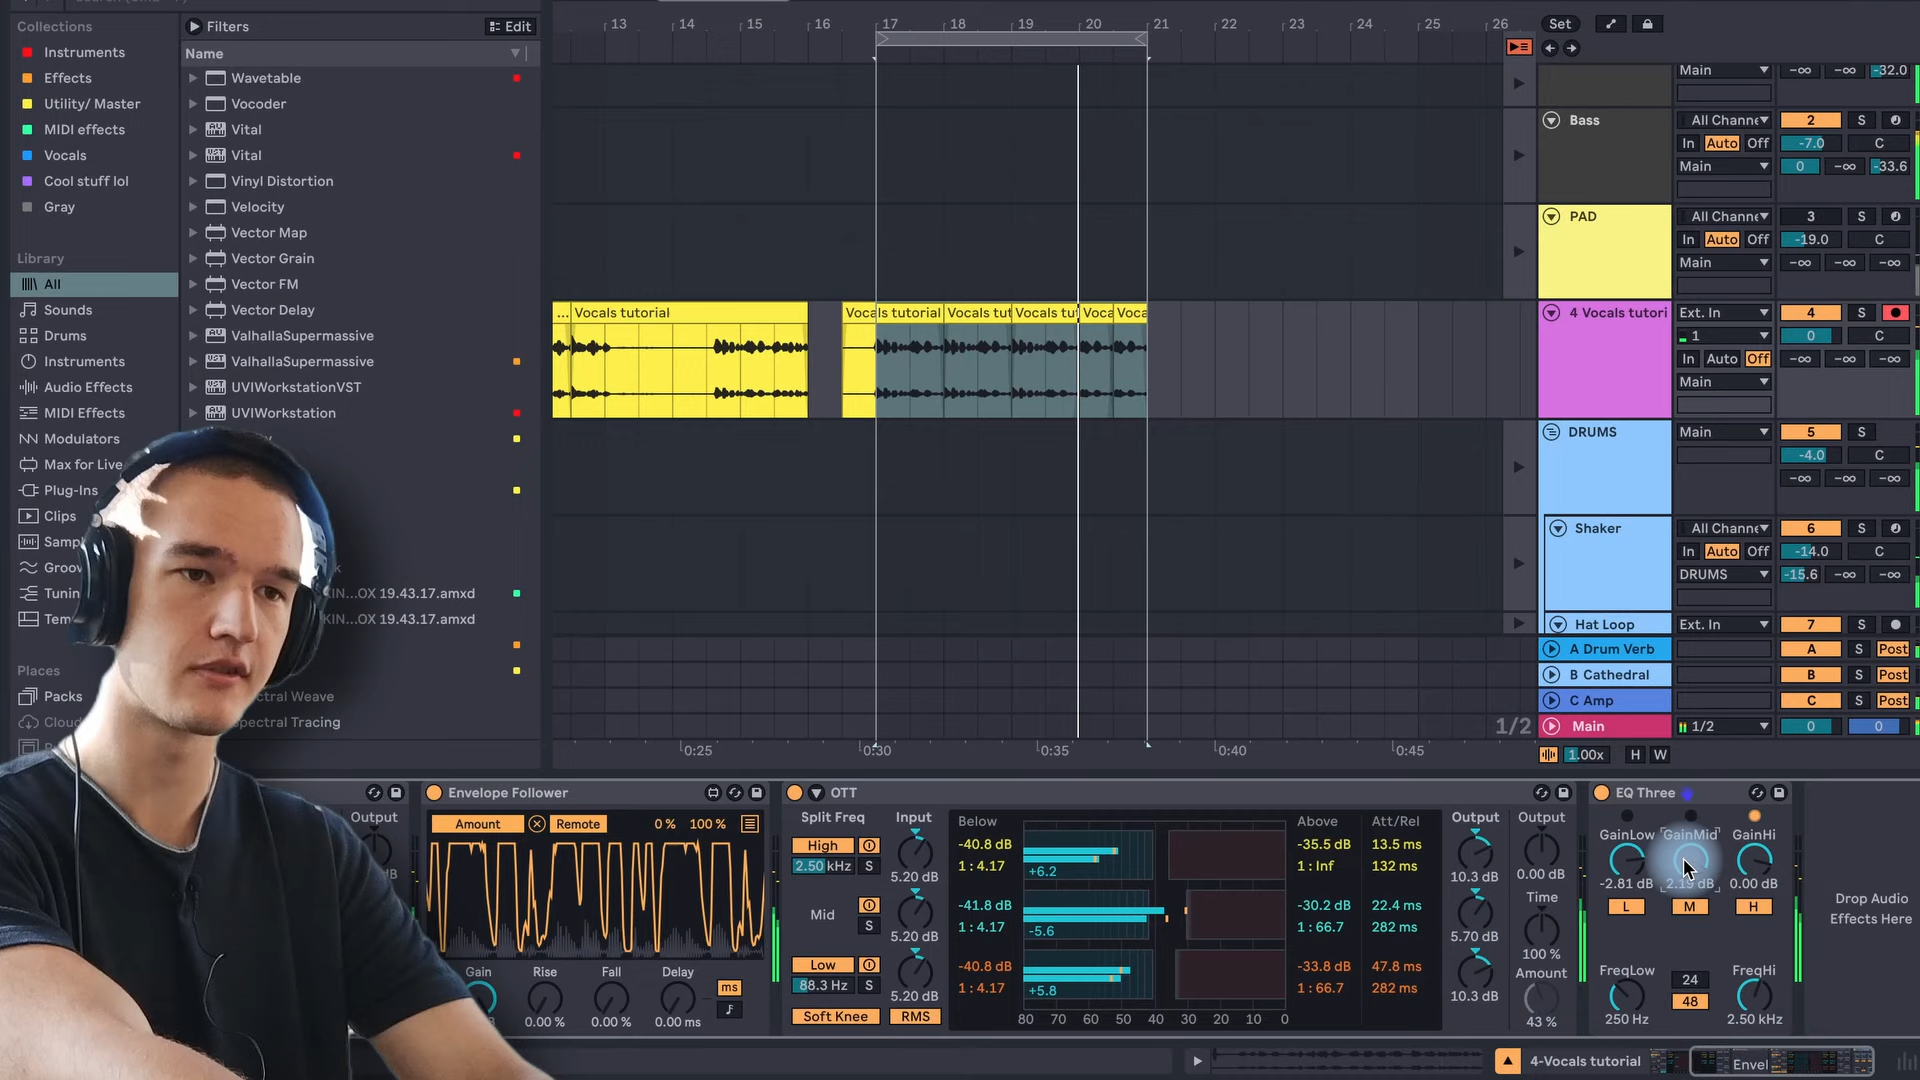 Collections
Instruments
Effects
Utility/ Master
MIDI effects
Vocals
Cool stuff lol
Gray
Library
All
Sounds
Drums
Instruments
Audio Effects
MIDI Effects
Modulators
Max for Live
Plug-Ins
Clips
Samp
Groov
Tunin
Tem
Places
Packs
Cloud
Filters
Edit
Name
Wavetable
Vocoder
Vital
Vital
Vinyl Distortion
Velocity
Vector Map
Vector Grain
Vector FM
Vector Delay
ValhallaSupermassive
ValhallaSupermassive
UVIWorkstationVST
UVIWorkstation
KIN...OX 19.43.17.amxd
KIN...OX 19.43.17.amxd
ectral Weave
Spectral Tracing
13 14 15 16 17 18 19 20 21 22 23 24 25 26
Set
... Vocals tutorial
Voca
ls tutorial
Vocals tut
Vocals tut
Voca
Voca
1/2
0:25 0:30 0:35 0:40 0:45
Main -∞ -∞ -32.0
Bass All Channe 2 S
In Auto Off -7.0 C
Main 0 -∞ -33.6
PAD All Channe 3 S
In Auto Off -19.0 C
Main -∞ -∞ -∞
4 Vocals tutori Ext. In 4 S
1 0 C
In Auto Off -∞ -∞ -∞
Main
DRUMS Main 5 S
-4.0 C
-∞ -∞ -∞
Shaker All Channe 6 S
In Auto Off -14.0 C
DRUMS -15.6 -∞ -∞
Hat Loop Ext. In 7 S
A Drum Verb A S Post
B Cathedral B S Post
C Amp C S Post
Main 1/2 0 0
1.00x H W
Output
Envelope Follower
Amount Remote 0 % 100 %
Gain Rise Fall Delay
0.00 % 0.00 % 0.00 ms
ms
OTT
Split Freq Input
High
2.50 kHz S 5.20 dB
Mid
S 5.20 dB
Low
88.3 Hz S 5.20 dB
Soft Knee RMS
Below Above Att/Rel
-40.8 dB -35.5 dB 13.5 ms
1 : 4.17 +6.2 1 : Inf 132 ms
-41.8 dB -30.2 dB 22.4 ms
1 : 4.17 -5.6 1 : 66.7 282 ms
-40.8 dB -33.8 dB 47.8 ms
1 : 4.17 +5.8 1 : 66.7 282 ms
80 70 60 50 40 30 20 10 0
Output
10.3 dB
5.70 dB
10.3 dB
Output
0.00 dB
Time
100 %
Amount
43 %
EQ Three
GainLow GainMid GainHi
-2.81 dB 2.19 dB 0.00 dB
L M H
FreqLow 24 FreqHi
48
250 Hz 2.50 kHz
Drop Audio
Effects Here
4-Vocals tutorial
Envel